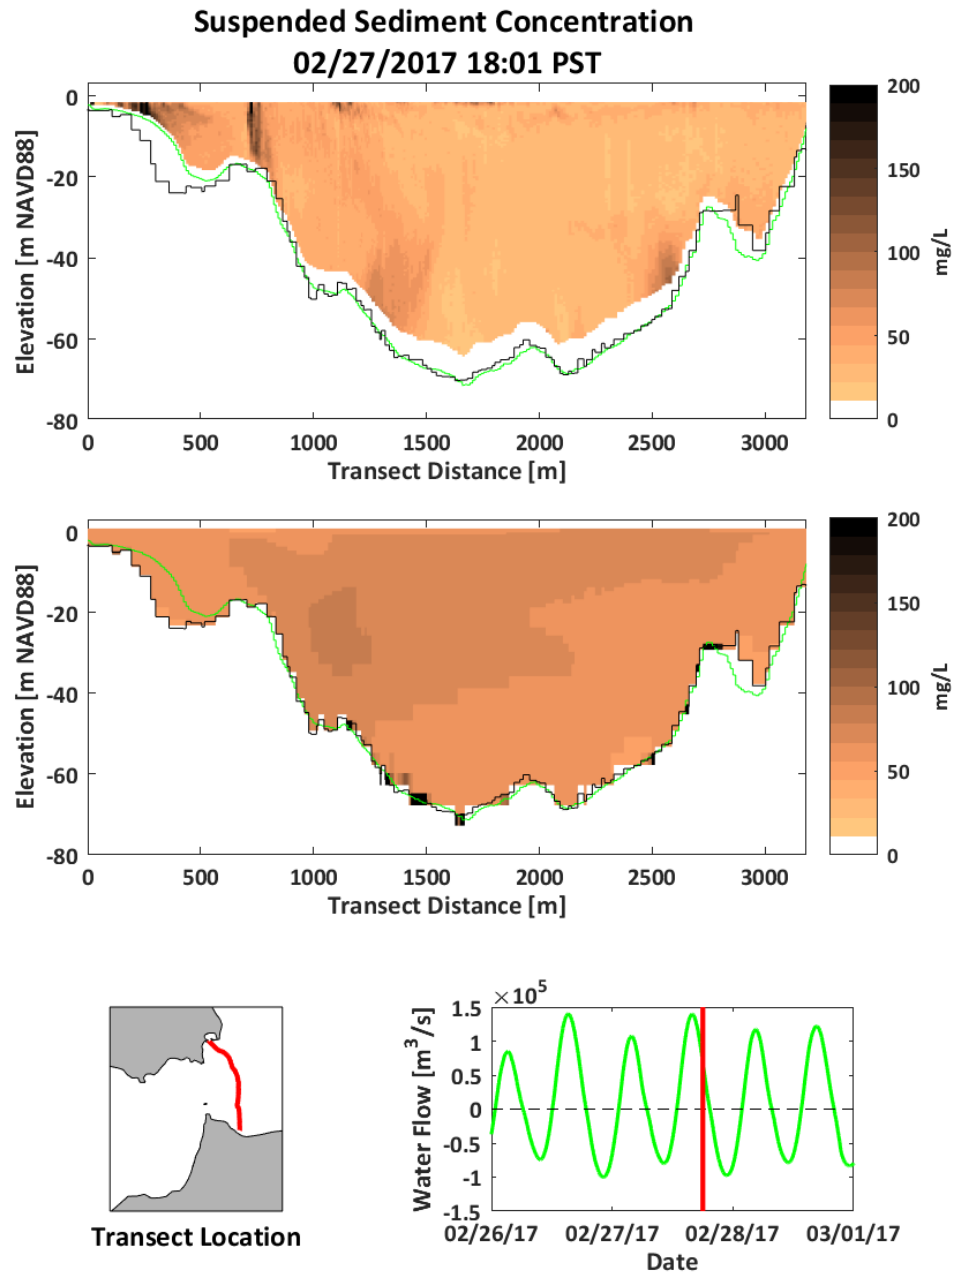 Suspended Sediment Concentration
02/27/2017 18:01 PST
0
-20
-40
-60
-80
Elevation [m NAVD88]
0 500 1000 1500 2000 2500 3000
Transect Distance [m]
200
150
100
50
0
mg/L
0
-20
-40
-60
-80
Elevation [m NAVD88]
0 500 1000 1500 2000 2500 3000
Transect Distance [m]
200
150
100
50
0
mg/L
Transect Location
×10^5
1.5
1
0.5
0
-0.5
-1
-1.5
Water Flow [m^3/s]
02/26/17 02/27/17 02/28/17 03/01/17
Date